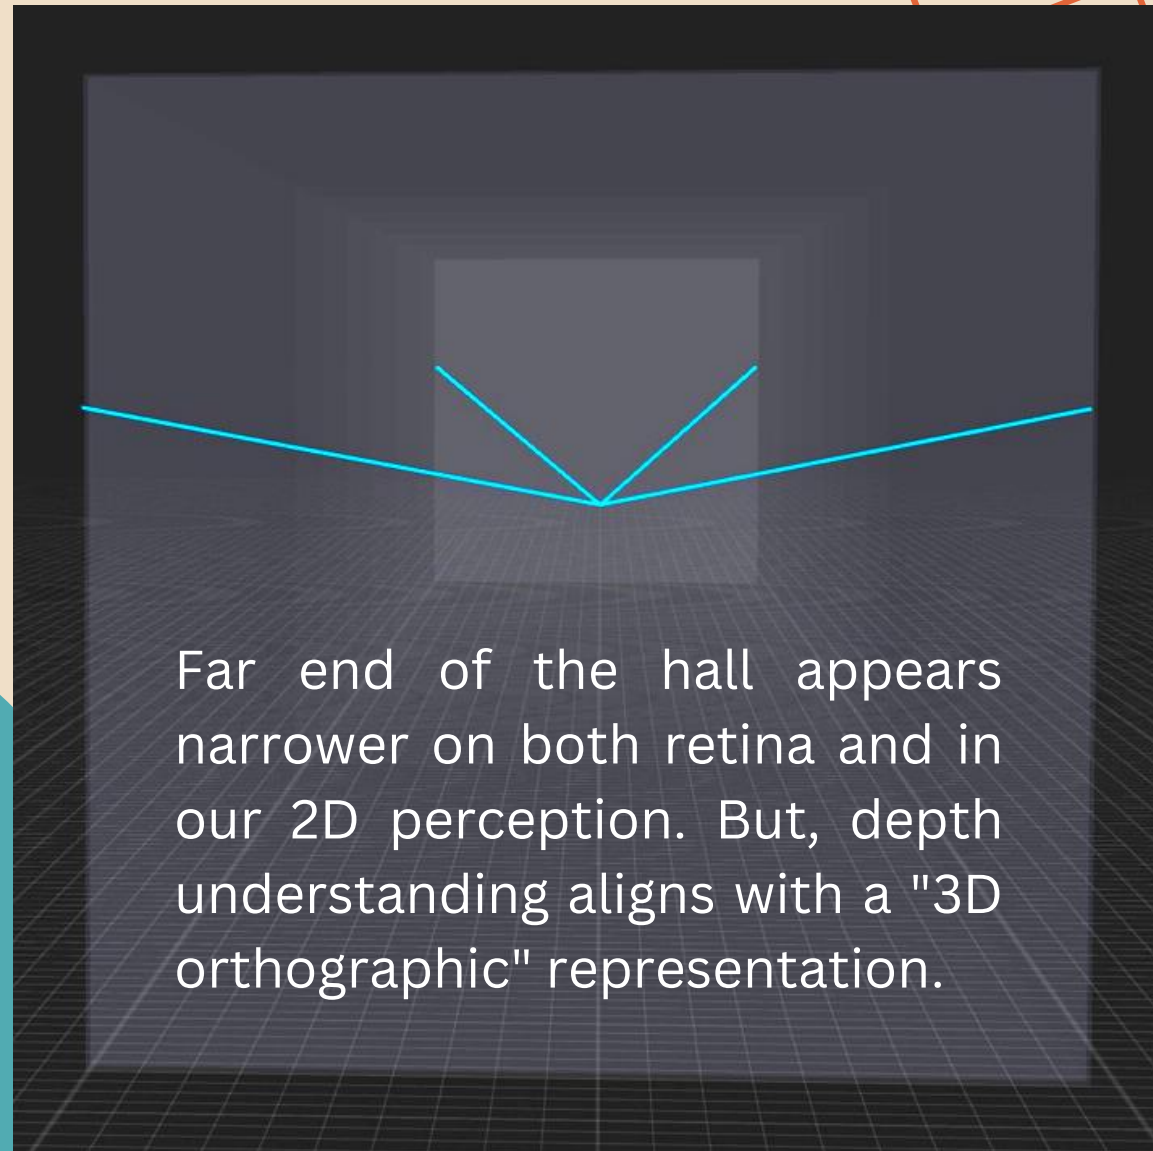 Far end of the hall appears
narrower on both retina and in
our 2D perception. But, depth
understanding aligns with a "3D
orthographic" representation.